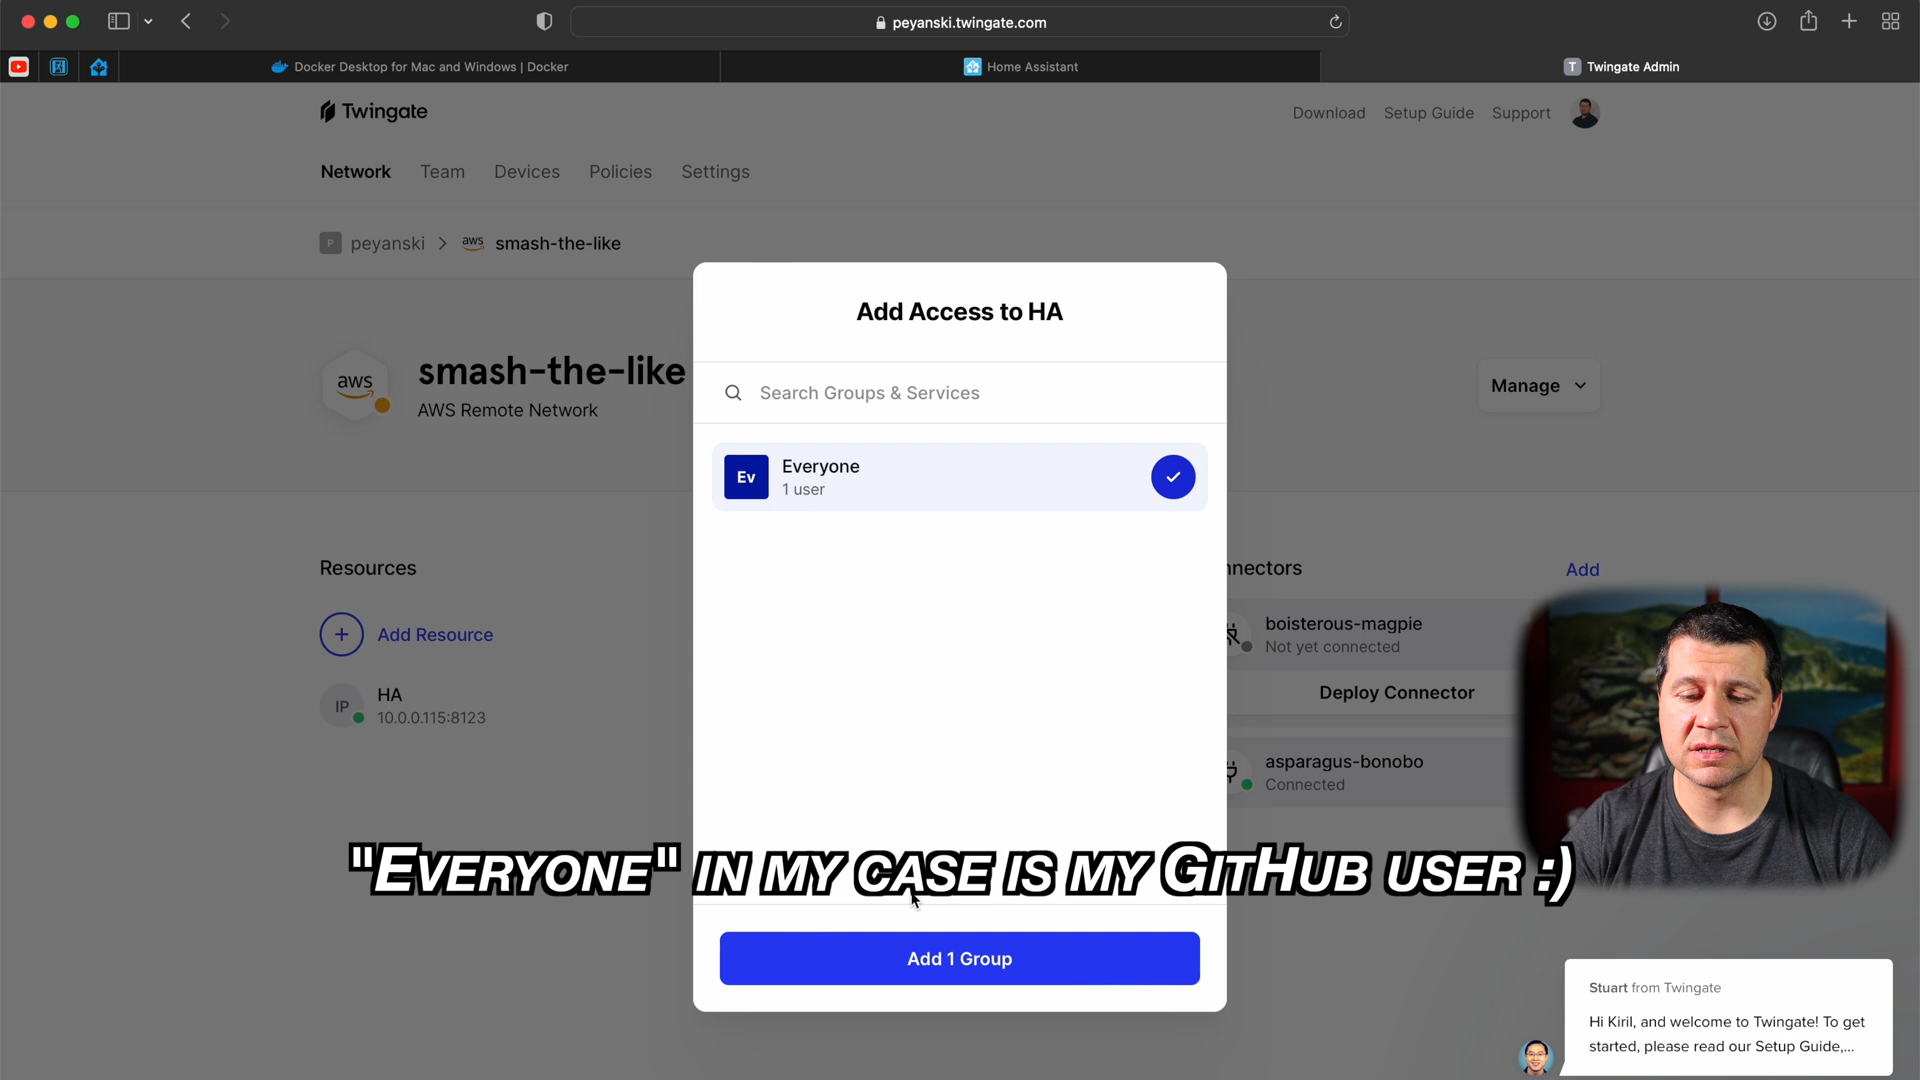 peyanski.twingate.com
Docker Desktop for Mac and Windows | Docker
Home Assistant
T Twingate Admin
Twingate
Download Setup Guide Support
Network Team Devices Policies Settings
P peyanski > aws smash-the-like
aws
smash-the-like
AWS Remote Network
Manage
Add Access to HA
Search Groups & Services
Ev
Everyone
1 user
Resources
Add Resource
IP
HA
10.0.0.115:8123
nnectors
Add
boisterous-magpie
Not yet connected
Deploy Connector
asparagus-bonobo
Connected
"Everyone" in my case is my GitHub user :)
Add 1 Group
Stuart from Twingate
Hi Kiril, and welcome to Twingate! To get
started, please read our Setup Guide,...